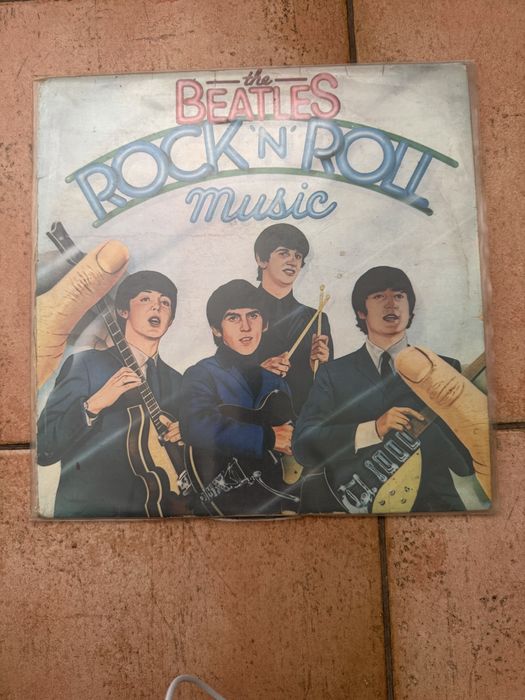 the
BEATLES
ROCK 'N' ROLL
music